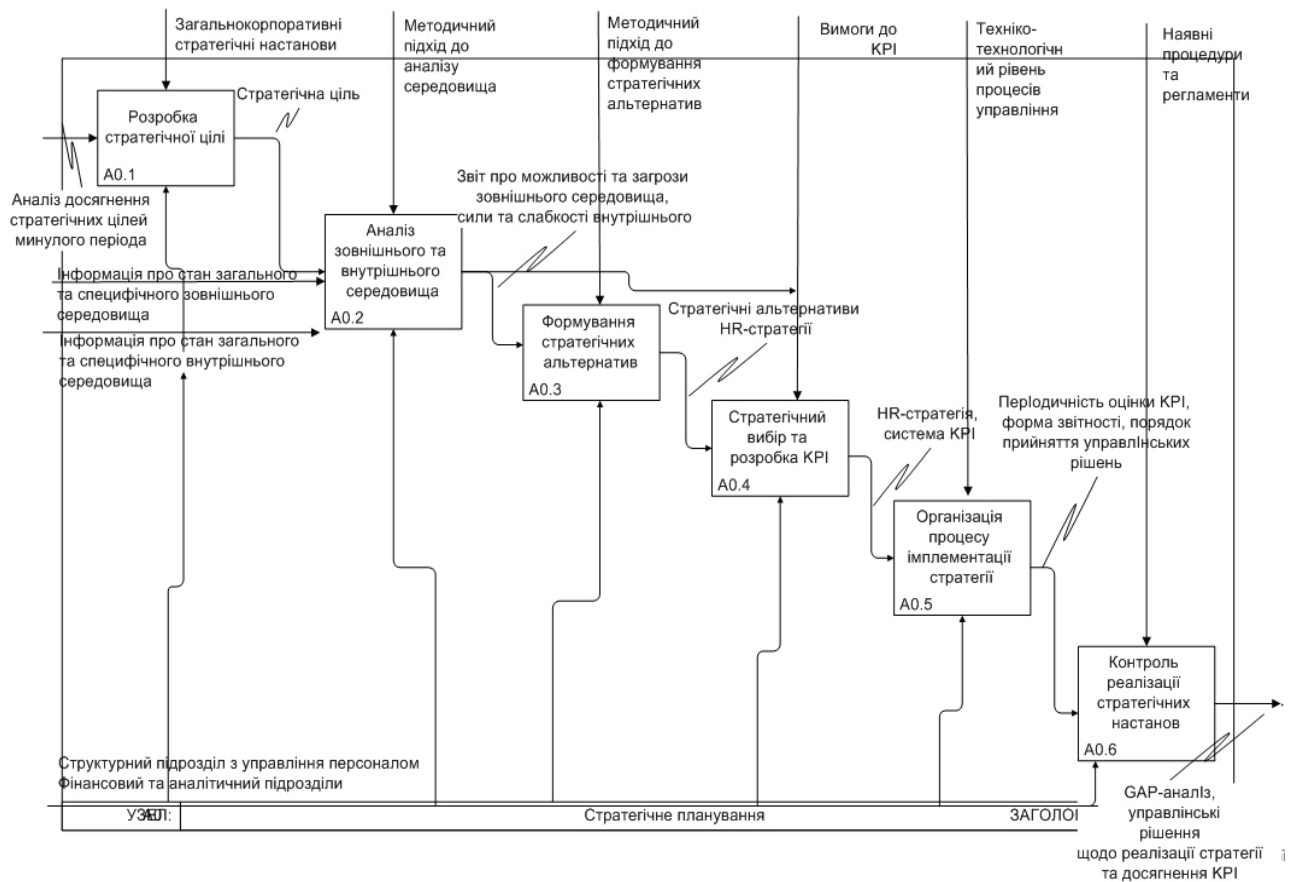 Загальнокорпоративні
стратегічні настанови
Методичний
підхід до
аналізу
середовища
Методичний
підхід до
формування
стратегічних
альтернатив
Вимоги до
KPI
Техніко-
технологічн
ий рівень
процесів
управління
Наявні
процедури
та
регламенти
Стратегічна ціль
Розробка
стратегічної цілі
A0.1
Аналіз досягнення
стратегічних цілей
минулого періода
Звіт про можливості та загрози
зовнішнього середовища,
сили та слабкості внутрішнього
Аналіз
зовнішнього та
внутрішнього
середовища
A0.2
Інформація про стан загального
та специфічного зовнішнього
середовища
Інформація про стан загального
та специфічного внутрішнього
середовища
Формування
стратегічних
альтернатив
A0.3
Стратегічні альтернативи
HR-стратегії
Стратегічний
вибір та
розробка KPI
A0.4
HR-стратегія,
система KPI
ПерІодичність оцінки KPI,
форма звітності, порядок
прийняття управлІнських
рішень
Організація
процесу
імплементації
стратегії
A0.5
Контроль
реалізації
стратегічних
настанов
A0.6
Структурний підрозділ з управління персоналом
Фінансовий та аналітичний підрозділи
УЗЕЛ:
A0
Стратегічне планування
ЗАГОЛО
GAP-аналІз,
управлінські
рішення
щодо реалізації стратегії
та досягнення KPI